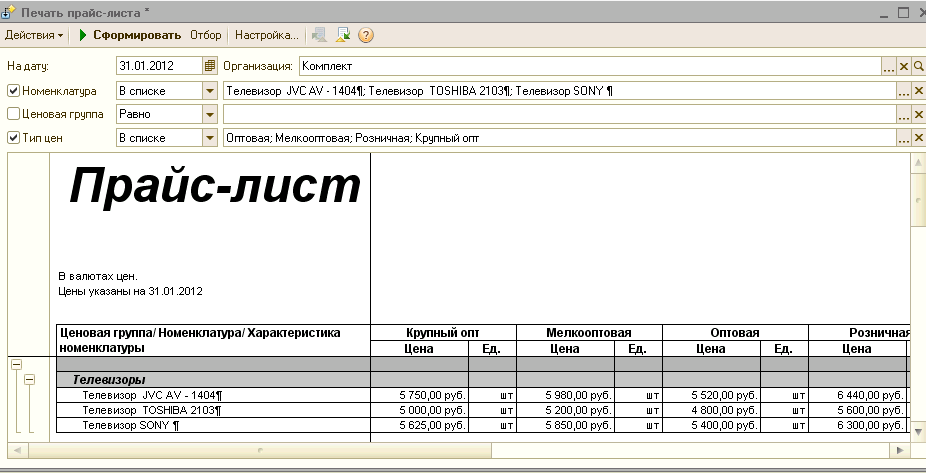 Печать прайс-листа *
Действия Сформировать Отбор Настройка... ?
На дату: 31.01.2012 Организация: Комплект ...
Номенклатура В списке Телевизор JVC AV - 1404¶; Телевизор TOSHIBA 2103¶; Телевизор SONY ¶ ...
Ценовая группа Равно ...
Тип цен В списке Оптовая; Мелкооптовая; Розничная; Крупный опт ...
Прайс-лист
В валютах цен.
Цены указаны на 31.01.2012
Ценовая группа/ Номенклатура/ Характеристика номенклатуры Крупный опт Мелкооптовая Оптовая Розничная
Цена Ед. Цена Ед. Цена Ед. Цена
Телевизоры
Телевизор JVC AV - 1404¶ 5 750,00 руб. шт 5 980,00 руб. шт 5 520,00 руб. шт 6 440,00 руб.
Телевизор TOSHIBA 2103¶ 5 000,00 руб. шт 5 200,00 руб. шт 4 800,00 руб. шт 5 600,00 руб.
Телевизор SONY ¶ 5 625,00 руб. шт 5 850,00 руб. шт 5 400,00 руб. шт 6 300,00 руб.